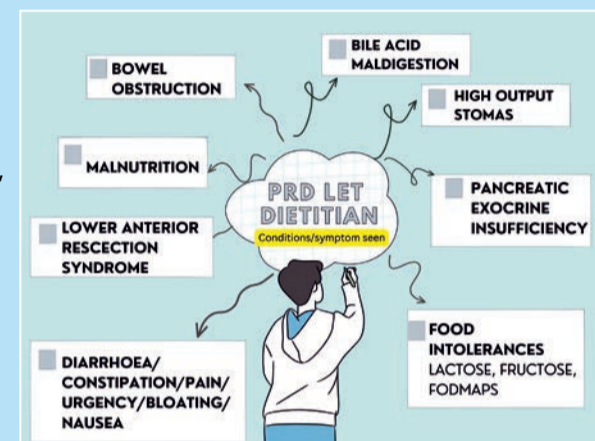 BOWEL
OBSTRUCTION
BILE ACID
MALDIGESTION
HIGH OUTPUT
STOMAS
MALNUTRITION
PRD LET
DIETITIAN
Conditions/symptom seen
PANCREATIC
EXOCRINE
INSUFFICIENCY
LOWER ANTERIOR
RESCECTION
SYNDROME
DIARRHOEA/
CONSTIPATION/PAIN/
URGENCY/BLOATING/
NAUSEA
FOOD
INTOLERANCES
LACTOSE, FRUCTOSE,
FODMAPS